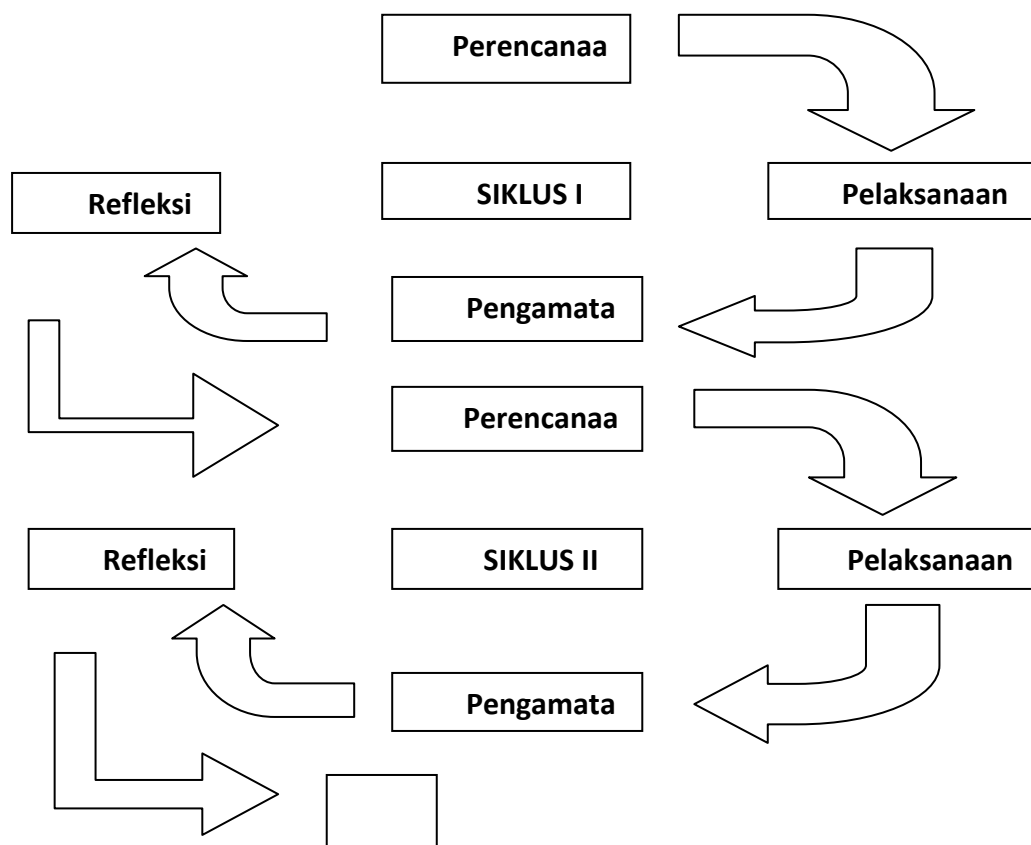 Perencanaa
Refleksi
SIKLUS I
Pelaksanaan
Pengamata
Perencanaa
Refleksi
SIKLUS II
Pelaksanaan
Pengamata